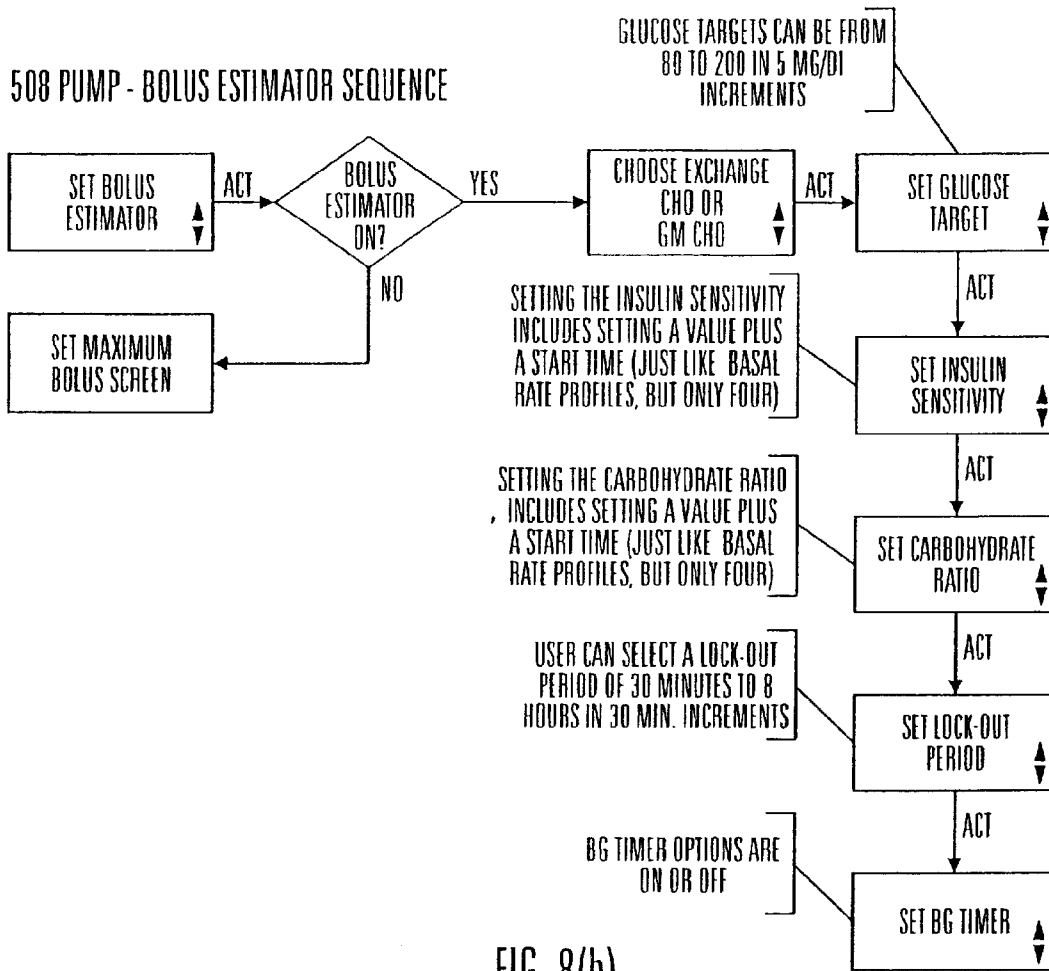 GLUCOSE TARGETS CAN BE FROM
80 TO 200 IN 5 MG/DI
INCREMENTS
508 PUMP - BOLUS ESTIMATOR SEQUENCE
SET BOLUS
ESTIMATOR
ACT
BOLUS
ESTIMATOR
ON?
YES
CHOOSE EXCHANGE
CHO OR
GM CHO
ACT
SET GLUCOSE
TARGET
NO
ACT
SET MAXIMUM
BOLUS SCREEN
SETTING THE INSULIN SENSITIVITY
INCLUDES SETTING A VALUE PLUS
A START TIME (JUST LIKE BASAL
RATE PROFILES, BUT ONLY FOUR)
SET INSULIN
SENSITIVITY
ACT
SETTING THE CARBOHYDRATE RATIO
, INCLUDES SETTING A VALUE PLUS
A START TIME (JUST LIKE BASAL
RATE PROFILES, BUT ONLY FOUR)
SET CARBOHYDRATE
RATIO
ACT
USER CAN SELECT A LOCK-OUT
PERIOD OF 30 MINUTES TO 8
HOURS IN 30 MIN. INCREMENTS
SET LOCK-OUT
PERIOD
ACT
BG TIMER OPTIONS ARE
ON OR OFF
SET BG TIMER
FIG. 8(b)